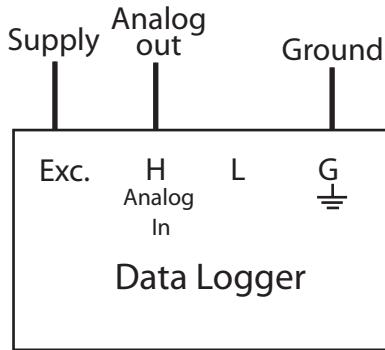 Supply
Analog
out
Ground
Exc.
H
L
G
Analog
In
Data Logger